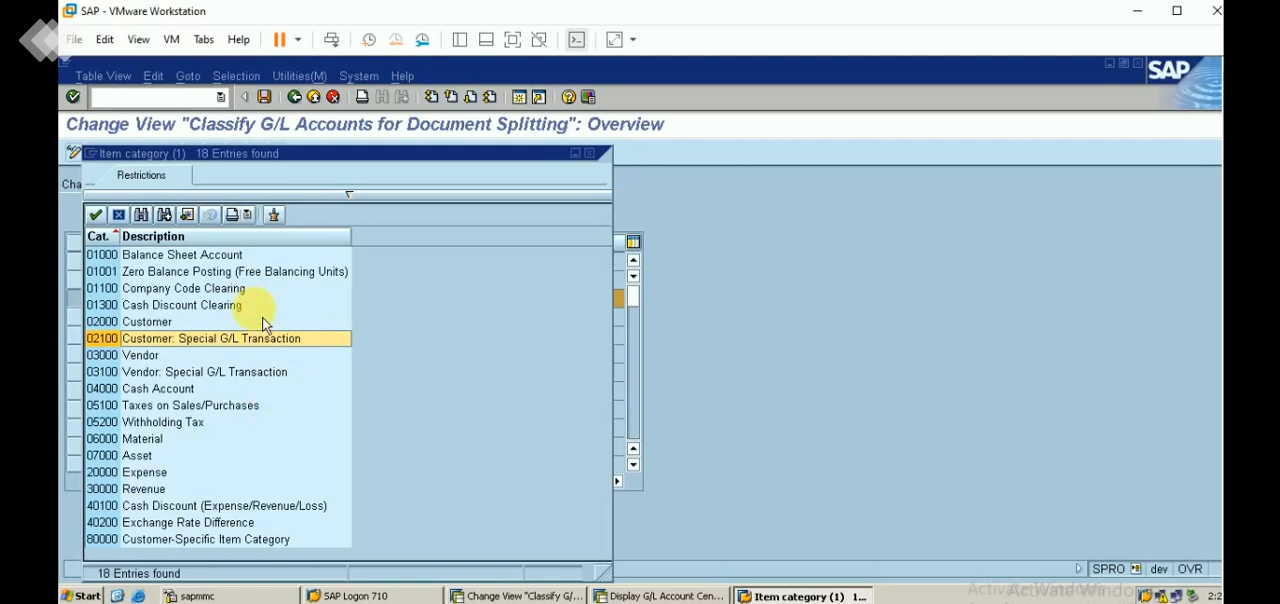 SAP - VMware Workstation
File Edit View VM Tabs Help
Table View Edit Goto Selection Utilities(M) System Help
SAP
Change View "Classify G/L Accounts for Document Splitting": Overview
Item category (1) 18 Entries found
Restrictions
Cha
Cat. Description
01000 Balance Sheet Account
01001 Zero Balance Posting (Free Balancing Units)
01100 Company Code Clearing
01300 Cash Discount Clearing
02000 Customer
02100 Customer: Special G/L Transaction
03000 Vendor
03100 Vendor: Special G/L Transaction
04000 Cash Account
05100 Taxes on Sales/Purchases
05200 Withholding Tax
06000 Material
07000 Asset
20000 Expense
30000 Revenue
40100 Cash Discount (Expense/Revenue/Loss)
40200 Exchange Rate Difference
80000 Customer-Specific Item Category
18 Entries found
SPRO dev OVR
Start sapmmc SAP Logon 710 Change View "Classify G/... Display G/L Account Cen... Item category (1) 1... 2:2